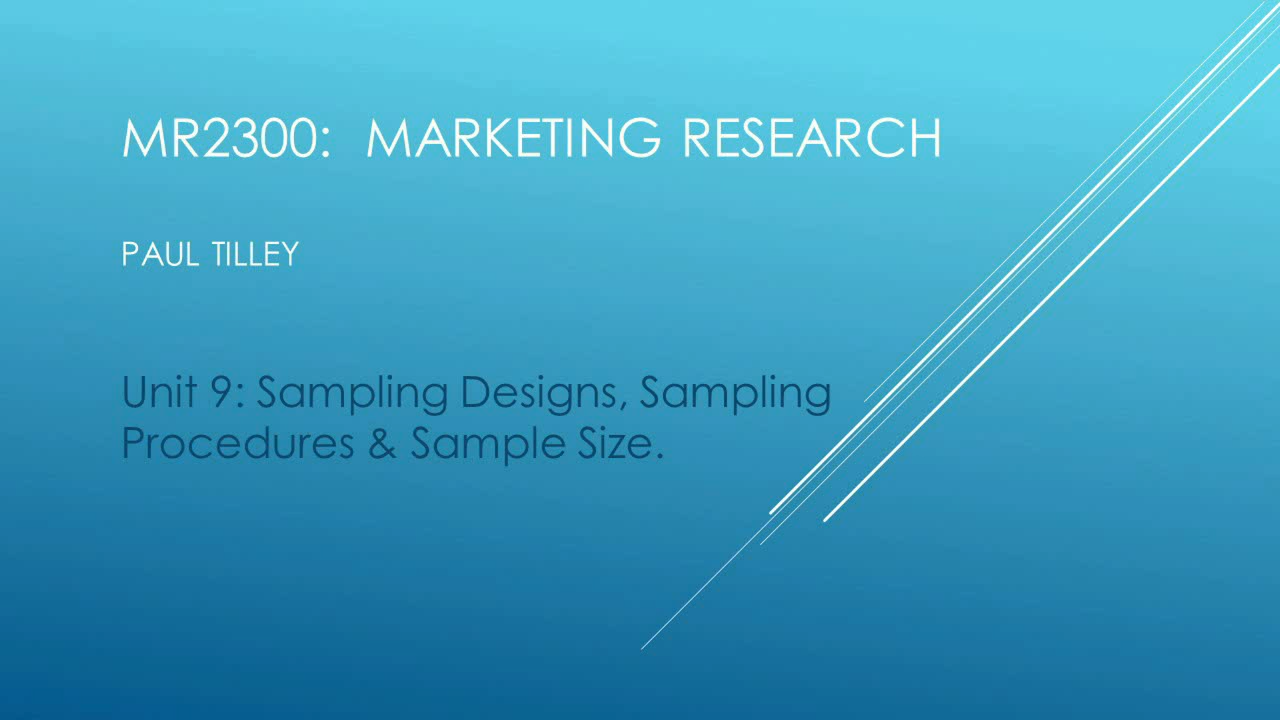 MR2300:  MARKETING RESEARCH
PAUL TILLEY
Unit 9: Sampling Designs, Sampling
Procedures & Sample Size.